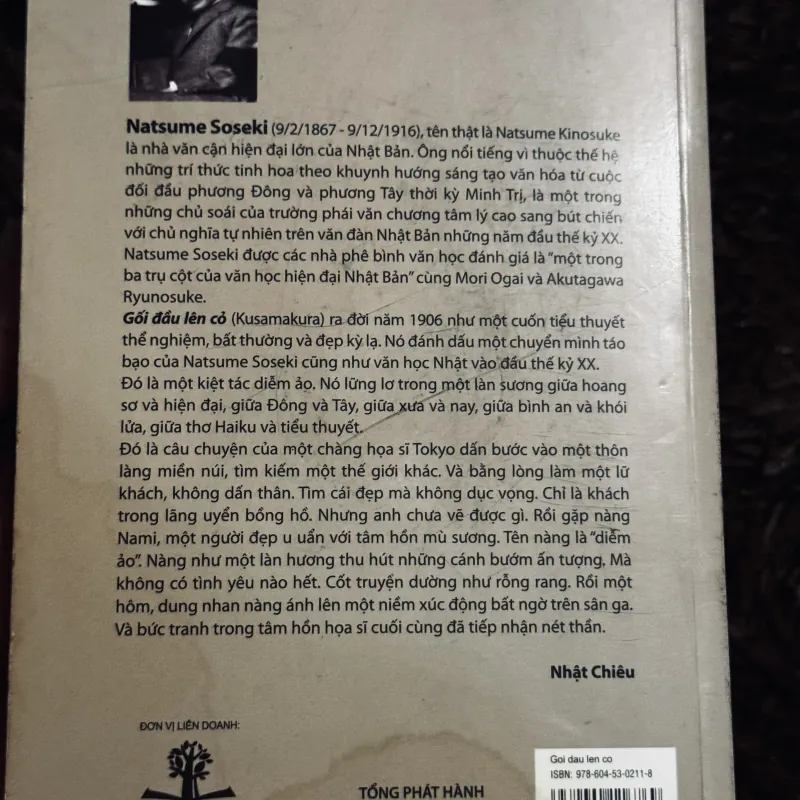 Natsume Soseki (9/2/1867 - 9/12/1916), tên thật là Natsume Kinosuke
là nhà văn cận hiện đại lớn của Nhật Bản. Ông nổi tiếng vì thuộc thế hệ
những trí thức tinh hoa theo khuynh hướng sáng tạo văn hóa từ cuộc
đối đầu phương Đông và phương Tây thời kỳ Minh Trị, là một trong
những chủ soái của trường phái văn chương tâm lý cao sang bút chiến
với chủ nghĩa tự nhiên trên văn đàn Nhật Bản những năm đầu thế kỷ XX.
Natsume Soseki được các nhà phê bình văn học đánh giá là "một trong
ba trụ cột của văn học hiện đại Nhật Bản" cùng Mori Ogai và Akutagawa
Ryunosuke.
Gối đầu lên cỏ (Kusamakura) ra đời năm 1906 như một cuốn tiểu thuyết
thể nghiệm, bất thường và đẹp kỳ lạ. Nó đánh dấu một chuyển mình táo
bạo của Natsume Soseki cũng như văn học Nhật vào đầu thế kỷ XX.
Đó là một kiệt tác diễm ảo. Nó lững lơ trong một làn sương giữa hoang
sơ và hiện đại, giữa Đông và Tây, giữa xưa và nay, giữa bình an và khói
lửa, giữa thơ Haiku và tiểu thuyết.
Đó là câu chuyện của một chàng họa sĩ Tokyo dấn bước vào một thôn
làng miền núi, tìm kiếm một thế giới khác. Và bằng lòng làm một lữ
khách, không dấn thân. Tìm cái đẹp mà không dục vọng. Chỉ là khách
trong lãng uyển bồng hồ. Nhưng anh chưa vẽ được gì. Rồi gặp nàng
Nami, một người đẹp u uẩn với tâm hồn mù sương. Tên nàng là "diễm
ảo". Nàng như một làn hương thu hút những cánh bướm ấn tượng. Mà
không có tình yêu nào hết. Cốt truyện dường như rỗng rang. Rồi một
hôm, dung nhan nàng ánh lên một niềm xúc động bất ngờ trên sân ga.
Và bức tranh trong tâm hồn họa sĩ cuối cùng đã tiếp nhận nét thần.
Nhật Chiêu
ĐƠN VỊ LIÊN DOANH:
TỔNG PHÁT HÀNH
Goi dau len co
ISBN: 978-604-53-0211-8